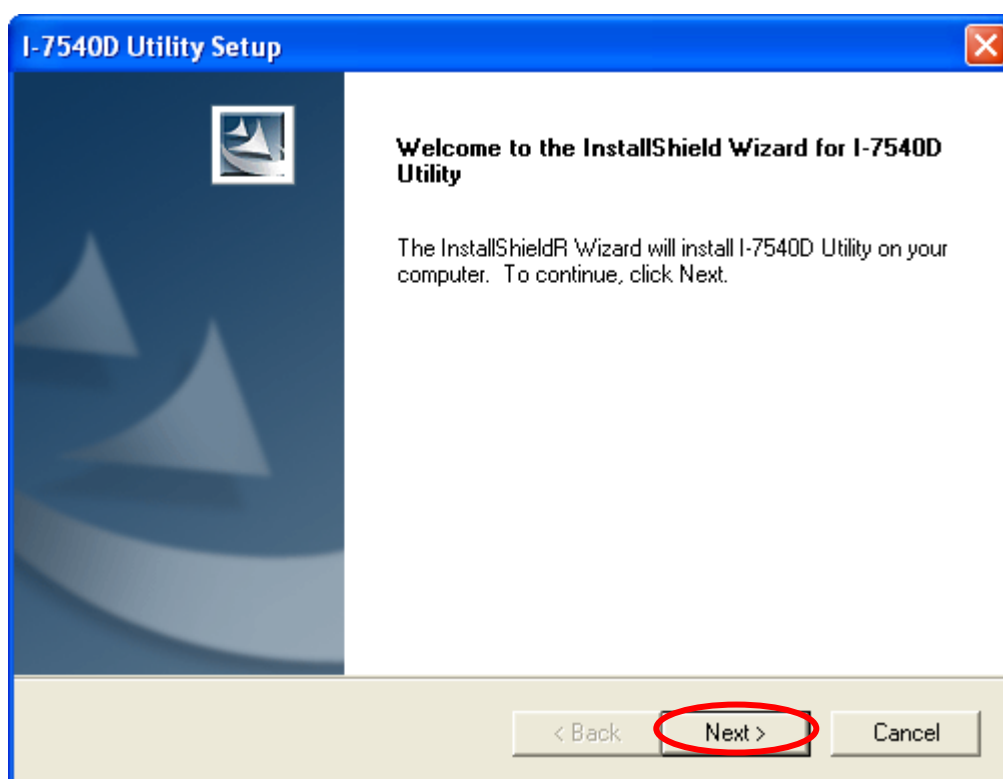 I-7540D Utility Setup
Welcome to the InstallShield Wizard for I-7540D
Utility
The InstallShieldR Wizard will install I-7540D Utility on your
computer. To continue, click Next.
< Back
Next >
Cancel